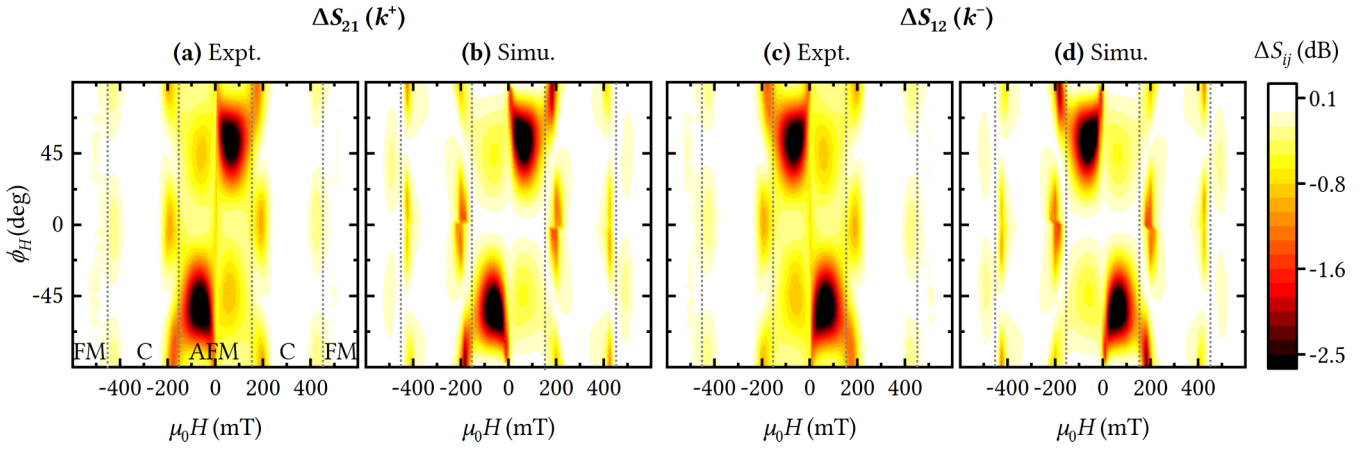 ΔS₂₁ (k⁺) ΔS₁₂ (k⁻)
(a) Expt. (b) Simu. (c) Expt. (d) Simu. ΔSᵢⱼ (dB)
0.1
45
-0.8
0
ϕ_H (deg)
-1.6
-45
FM C AFM C FM
-2.5
-400 -200 0 200 400 -400 -200 0 200 400 -400 -200 0 200 400 -400 -200 0 200 400
μ₀H (mT) μ₀H (mT) μ₀H (mT) μ₀H (mT)